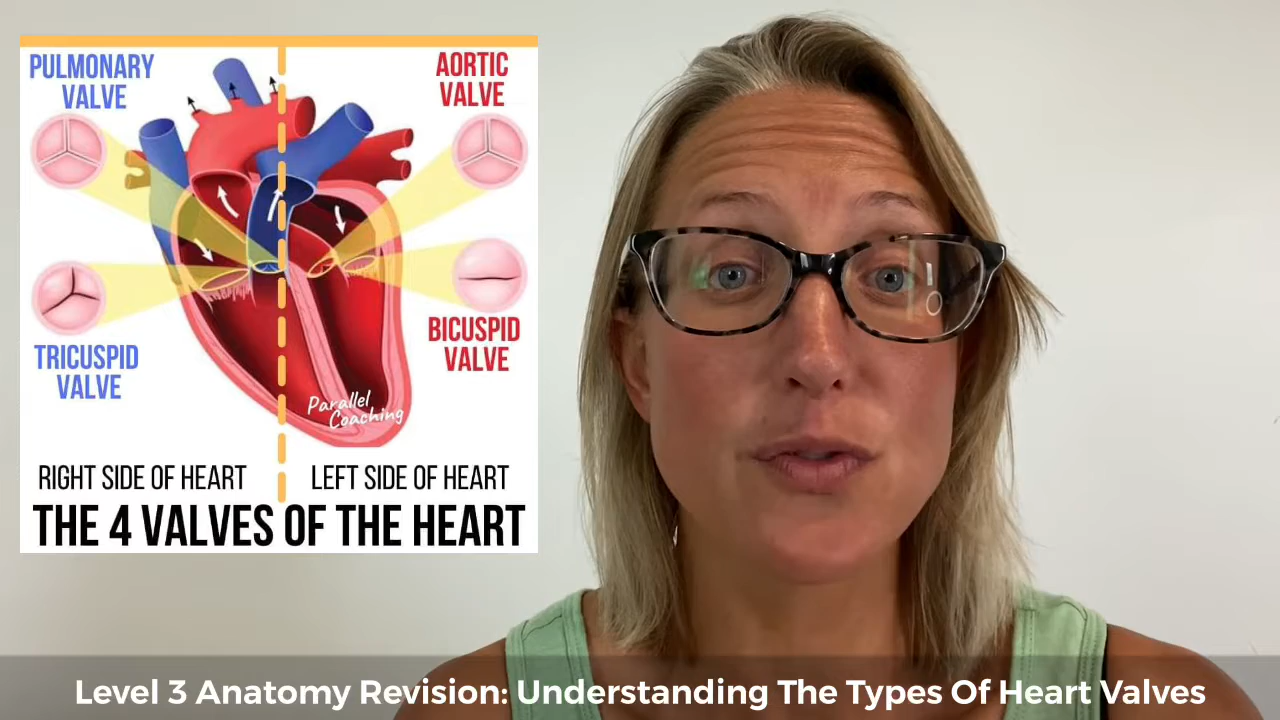 PULMONARY
VALVE
AORTIC
VALVE
TRICUSPID
VALVE
BICUSPID
VALVE
Parallel
Coaching
RIGHT SIDE OF HEART
LEFT SIDE OF HEART
THE 4 VALVES OF THE HEART
Level 3 Anatomy Revision: Understanding The Types Of Heart Valves